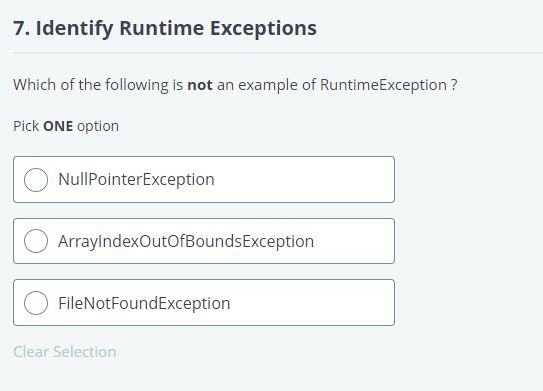 7. Identify Runtime Exceptions
Which of the following is not an example of RuntimeException ?
Pick ONE option
NullPointerException
ArrayIndexOutOfBoundsException
FileNotFoundException
Clear Selection